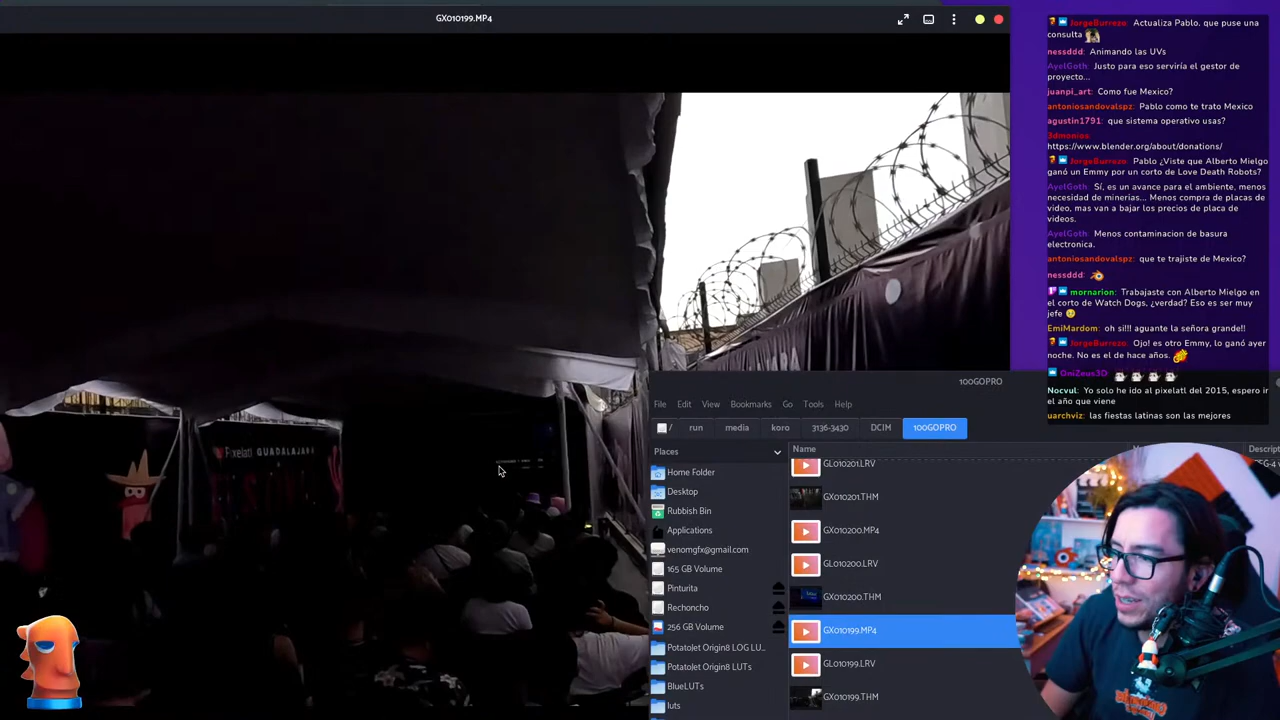 GX010199.MP4
JorgeBurrezo: Actualiza Pablo. que puse una
consulta
nessddd: Animando las UVs
AyelGoth: Justo para eso serviría el gestor de
proyecto...
juanpi_art: Como fue Mexico?
antoniosandovalspz: Pablo como te trato Mexico
agustin1791: que sistema operativo usas?
3dmonios:
https://www.blender.org/about/donations/
JorgeBurrezo: Pablo ¿Viste que Alberto Mielgo
ganó un Emmy por un corto de Love Death Robots?
AyelGoth: Sí, es un avance para el ambiente, menos
necesidad de minerias... Menos compra de placas de
video, mas van a bajar los precios de placa de
videos.
AyelGoth: Menos contaminacion de basura
electronica.
antoniosandovalspz: que te trajiste de Mexico?
nessddd:
mornarion: Trabajaste con Alberto Mielgo en
el corto de Watch Dogs, ¿verdad? Eso es ser muy
jefe
EmiMardom: oh si!!! aguante la señora grande!!
JorgeBurrezo: Ojo! es otro Emmy, lo ganó ayer
noche. No es el de hace años.
OniZeus3D:
Nocvul: Yo solo he ido al pixelatl del 2015, espero ir
el año que viene
uarchviz: las fiestas latinas son las mejores
Pixelatl GUADALAJARA
100GOPRO
File Edit View Bookmarks Go Tools Help
/ run media koro 3136-3430 DCIM 100GOPRO
Places
Home Folder
Desktop
Rubbish Bin
Applications
venomgfx@gmail.com
165 GB Volume
Pinturita
Rechoncho
256 GB Volume
PotatoJet Origin8 LOG LU...
PotatoJet Origin8 LUTs
BlueLUTs
luts
Name
Descript
GL010201.LRV
GX010201.THM
GX010200.MP4
GL010200.LRV
GX010200.THM
GX010199.MP4
GL010199.LRV
GX010199.THM